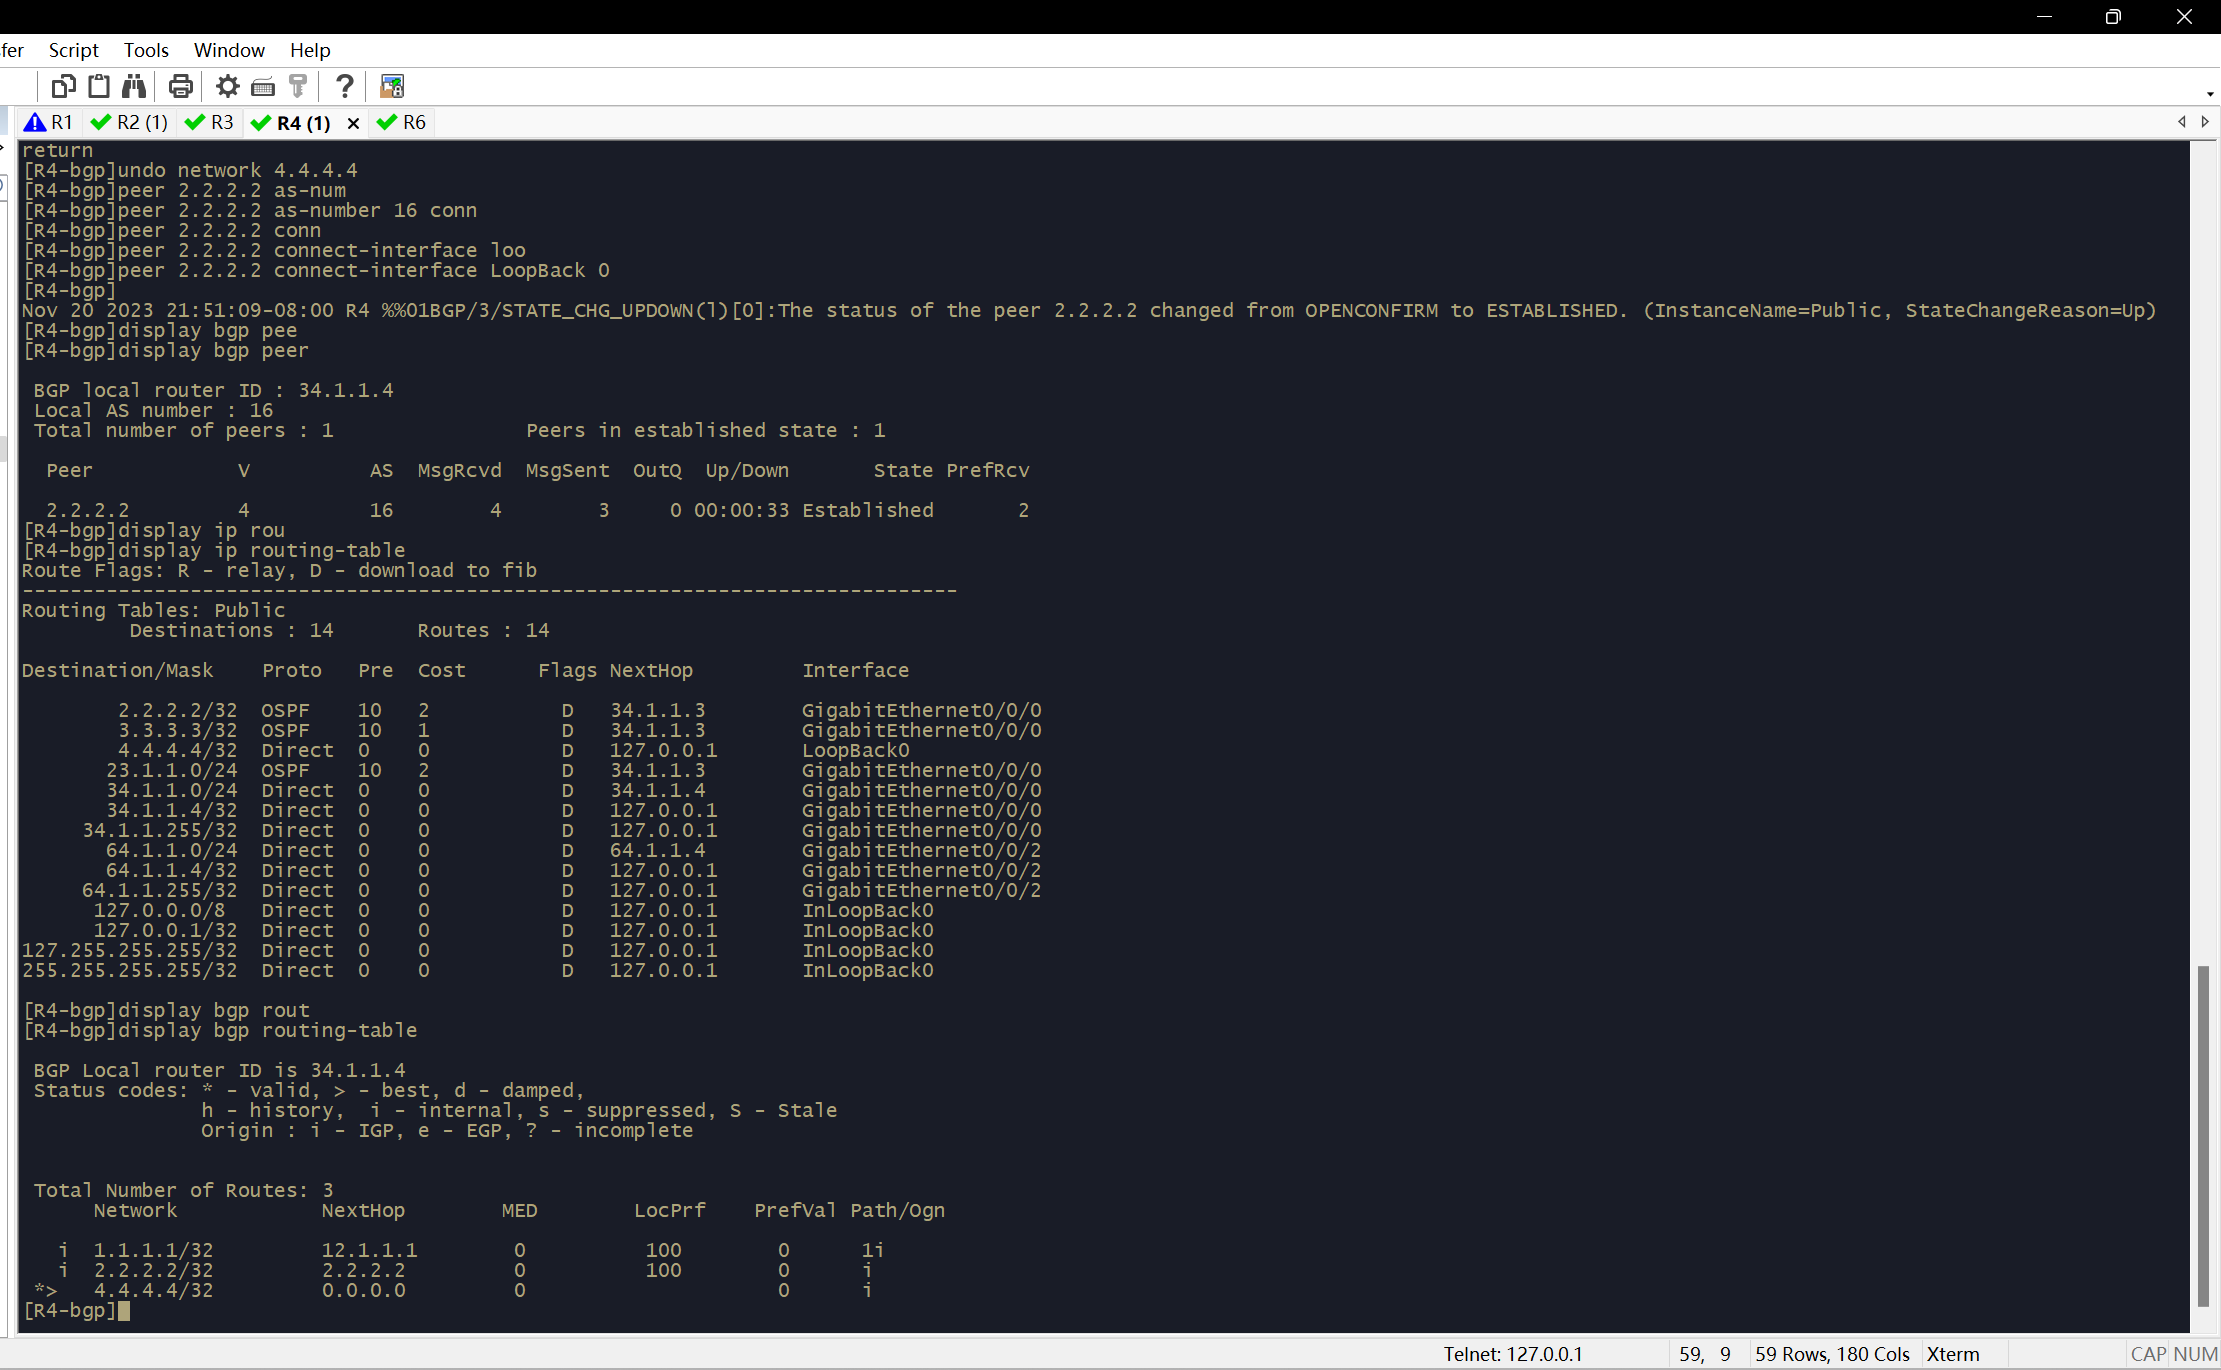 fer Script Tools Window Help
R1 R2 (1) R3 R4 (1) R6
return
[R4-bgp]undo network 4.4.4.4
[R4-bgp]peer 2.2.2.2 as-num
[R4-bgp]peer 2.2.2.2 as-number 16 conn
[R4-bgp]peer 2.2.2.2 conn
[R4-bgp]peer 2.2.2.2 connect-interface loo
[R4-bgp]peer 2.2.2.2 connect-interface LoopBack 0
[R4-bgp]
Nov 20 2023 21:51:09-08:00 R4 %%01BGP/3/STATE_CHG_UPDOWN(l)[0]:The status of the peer 2.2.2.2 changed from OPENCONFIRM to ESTABLISHED. (InstanceName=Public, StateChangeReason=Up)
[R4-bgp]display bgp pee
[R4-bgp]display bgp peer
BGP local router ID : 34.1.1.4
Local AS number : 16
Total number of peers : 1 Peers in established state : 1
Peer V AS MsgRcvd MsgSent OutQ Up/Down State PrefRcv
2.2.2.2 4 16 4 3 0 00:00:33 Established 2
[R4-bgp]display ip rou
[R4-bgp]display ip routing-table
Route Flags: R - relay, D - download to fib
------------------------------------------------------------------------------
Routing Tables: Public
Destinations : 14 Routes : 14
Destination/Mask Proto Pre Cost Flags NextHop Interface
2.2.2.2/32 OSPF 10 2 D 34.1.1.3 GigabitEthernet0/0/0
3.3.3.3/32 OSPF 10 1 D 34.1.1.3 GigabitEthernet0/0/0
4.4.4.4/32 Direct 0 0 D 127.0.0.1 LoopBack0
23.1.1.0/24 OSPF 10 2 D 34.1.1.3 GigabitEthernet0/0/0
34.1.1.0/24 Direct 0 0 D 34.1.1.4 GigabitEthernet0/0/0
34.1.1.4/32 Direct 0 0 D 127.0.0.1 GigabitEthernet0/0/0
34.1.1.255/32 Direct 0 0 D 127.0.0.1 GigabitEthernet0/0/0
64.1.1.0/24 Direct 0 0 D 64.1.1.4 GigabitEthernet0/0/2
64.1.1.4/32 Direct 0 0 D 127.0.0.1 GigabitEthernet0/0/2
64.1.1.255/32 Direct 0 0 D 127.0.0.1 GigabitEthernet0/0/2
127.0.0.0/8 Direct 0 0 D 127.0.0.1 InLoopBack0
127.0.0.1/32 Direct 0 0 D 127.0.0.1 InLoopBack0
127.255.255.255/32 Direct 0 0 D 127.0.0.1 InLoopBack0
255.255.255.255/32 Direct 0 0 D 127.0.0.1 InLoopBack0
[R4-bgp]display bgp rout
[R4-bgp]display bgp routing-table
BGP Local router ID is 34.1.1.4
Status codes: * - valid, > - best, d - damped,
h - history, i - internal, s - suppressed, S - Stale
Origin : i - IGP, e - EGP, ? - incomplete
Total Number of Routes: 3
Network NextHop MED LocPrf PrefVal Path/Ogn
i 1.1.1.1/32 12.1.1.1 0 100 0 1i
i 2.2.2.2/32 2.2.2.2 0 100 0 i
*> 4.4.4.4/32 0.0.0.0 0 0 i
[R4-bgp]
Telnet: 127.0.0.1 59, 9 59 Rows, 180 Cols Xterm CAP NUM